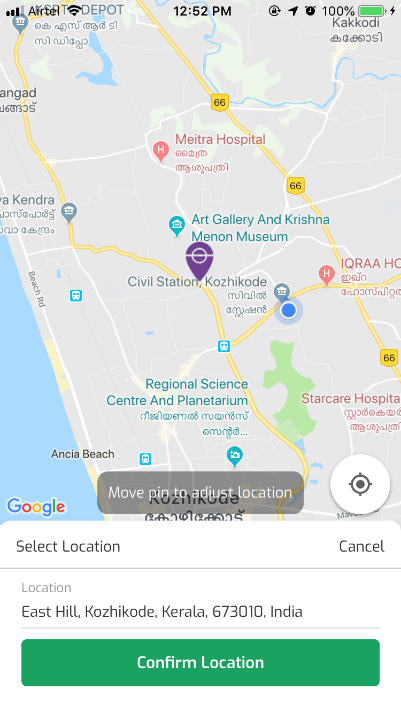 Airtel
12:52 PM
100%
KSRTC DEPOT
കെ എസ് ആർ ടി
സി ഡിപ്പോ
Kakkodi
കക്കോടി
angad
ങ്ങാട്
66
Meitra Hospital
മൈത്ര
ആശുപത്രി
66
va Kendra
പാസ്പോർട്ട്
സേവാ കേന്ദ്രം
Art Gallery And Krishna
Menon Museum
IQRAA HO
ഇഖ്റ
ഹോസ്പിറ്റ
Civil Station, Kozhikode
സിവിൽ
സ്റ്റേഷൻ
Beach Rd
66
Regional Science
Centre And Planetarium
റീജിയണൽ സയൻസ്
സെന്റർ...
Starcare Hospita
സ്റ്റാർകെയർ
ആശുപത്രി
Ancia Beach
Move pin to adjust location
Google
Kozhikode
കോഴിക്കോട്
Select Location
Cancel
Location
East Hill, Kozhikode, Kerala, 673010, India
Confirm Location